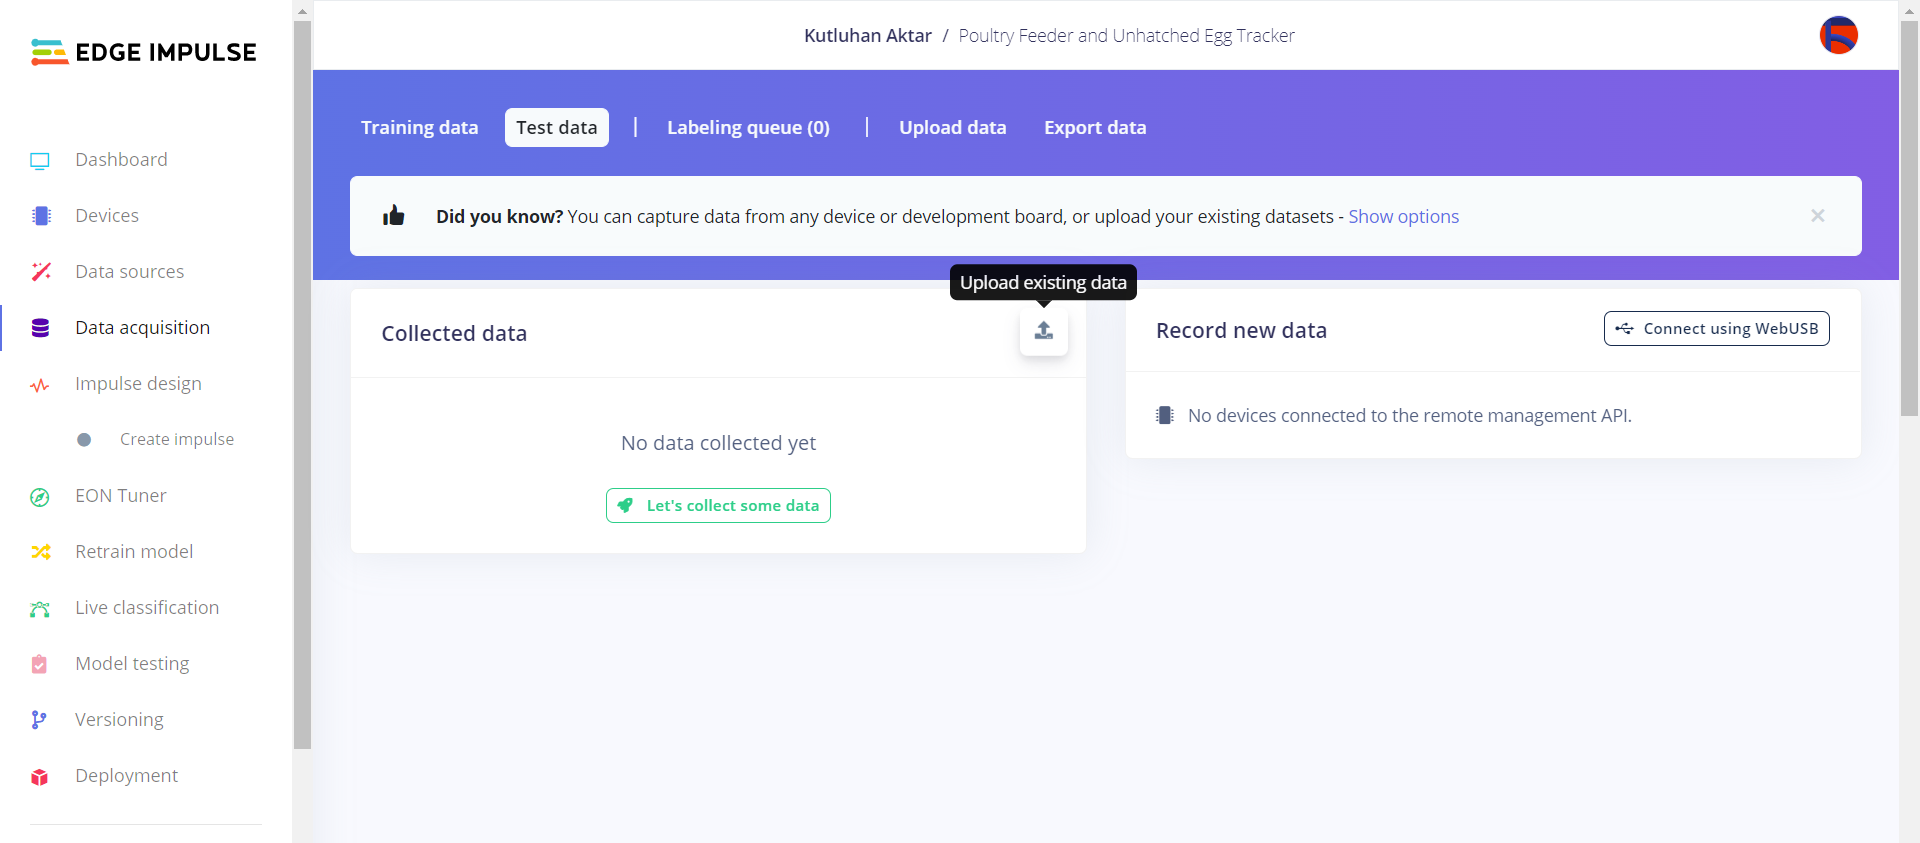 EDGE IMPULSE
Dashboard
Devices
Data sources
Data acquisition
Impulse design
Create impulse
EON Tuner
Retrain model
Live classification
Model testing
Versioning
Deployment
Kutluhan Aktar / Poultry Feeder and Unhatched Egg Tracker
Training data Test data | Labeling queue (0) | Upload data Export data
Did you know? You can capture data from any device or development board, or upload your existing datasets - Show options ×
Upload existing data
Collected data
No data collected yet
Let's collect some data
Record new data
Connect using WebUSB
No devices connected to the remote management API.